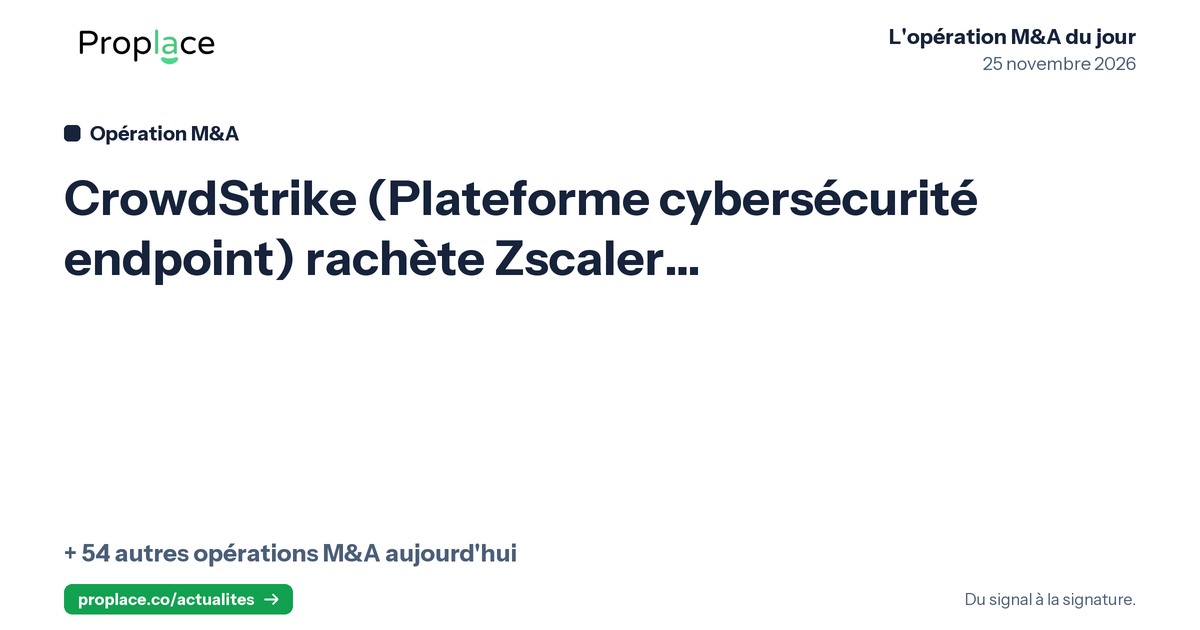 Proplace
L'opération M&A du jour
25 novembre 2026
Opération M&A
CrowdStrike (Plateforme cybersécurité
endpoint) rachète Zscaler...
+ 54 autres opérations M&A aujourd'hui
proplace.co/actualites →
Du signal à la signature.